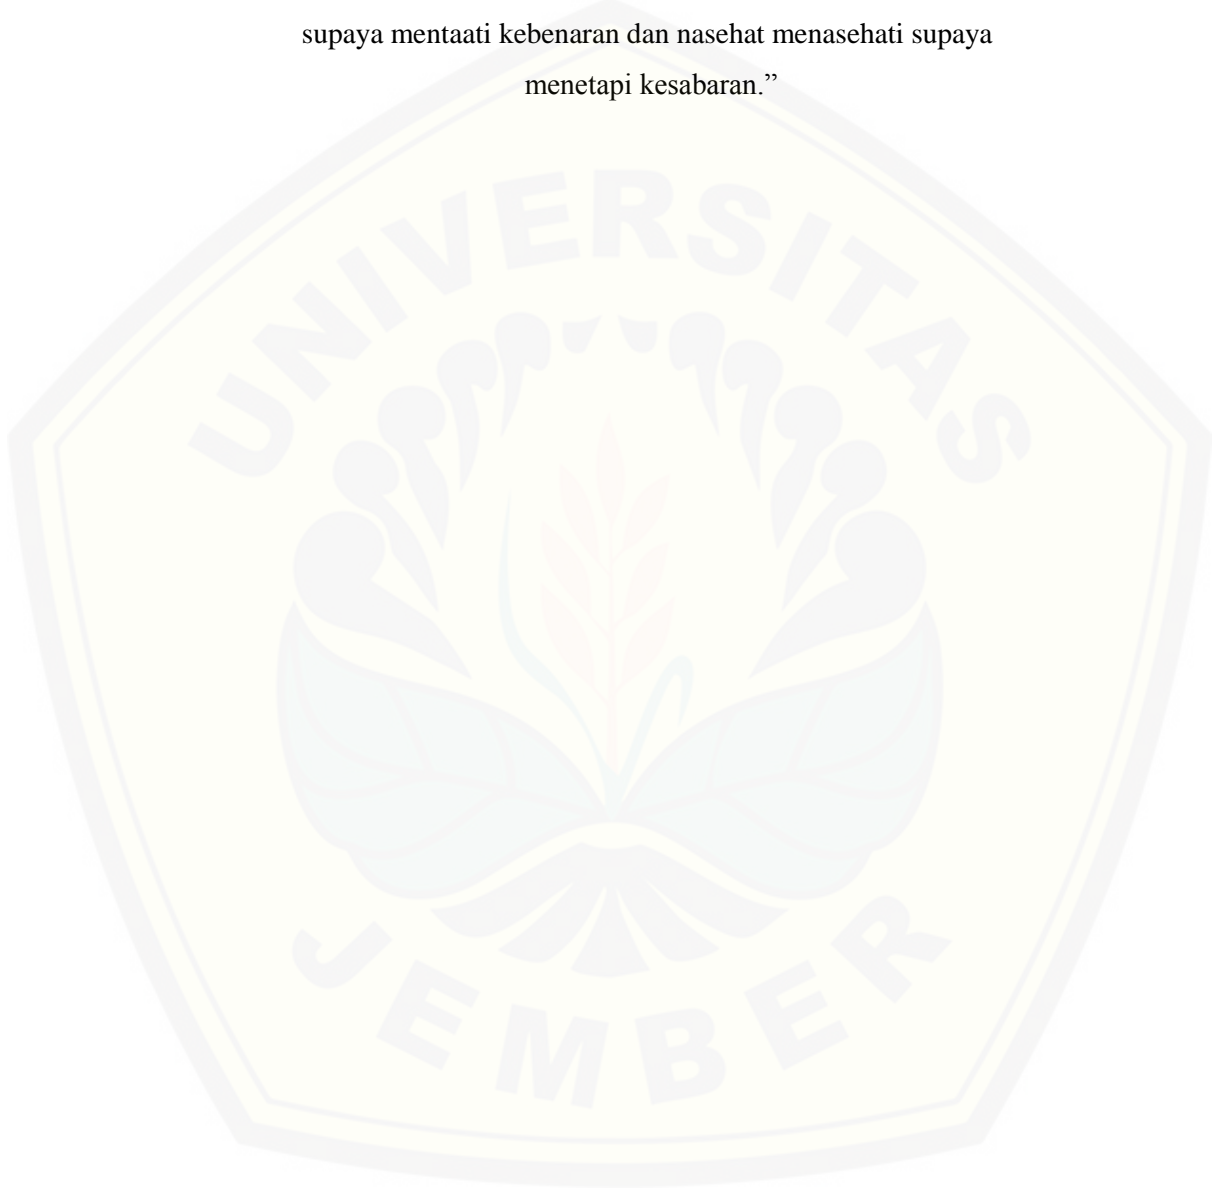 supaya mentaati kebenaran dan nasehat menasehati supaya
menetapi kesabaran.”
UNIVERSITAS
JEMBER